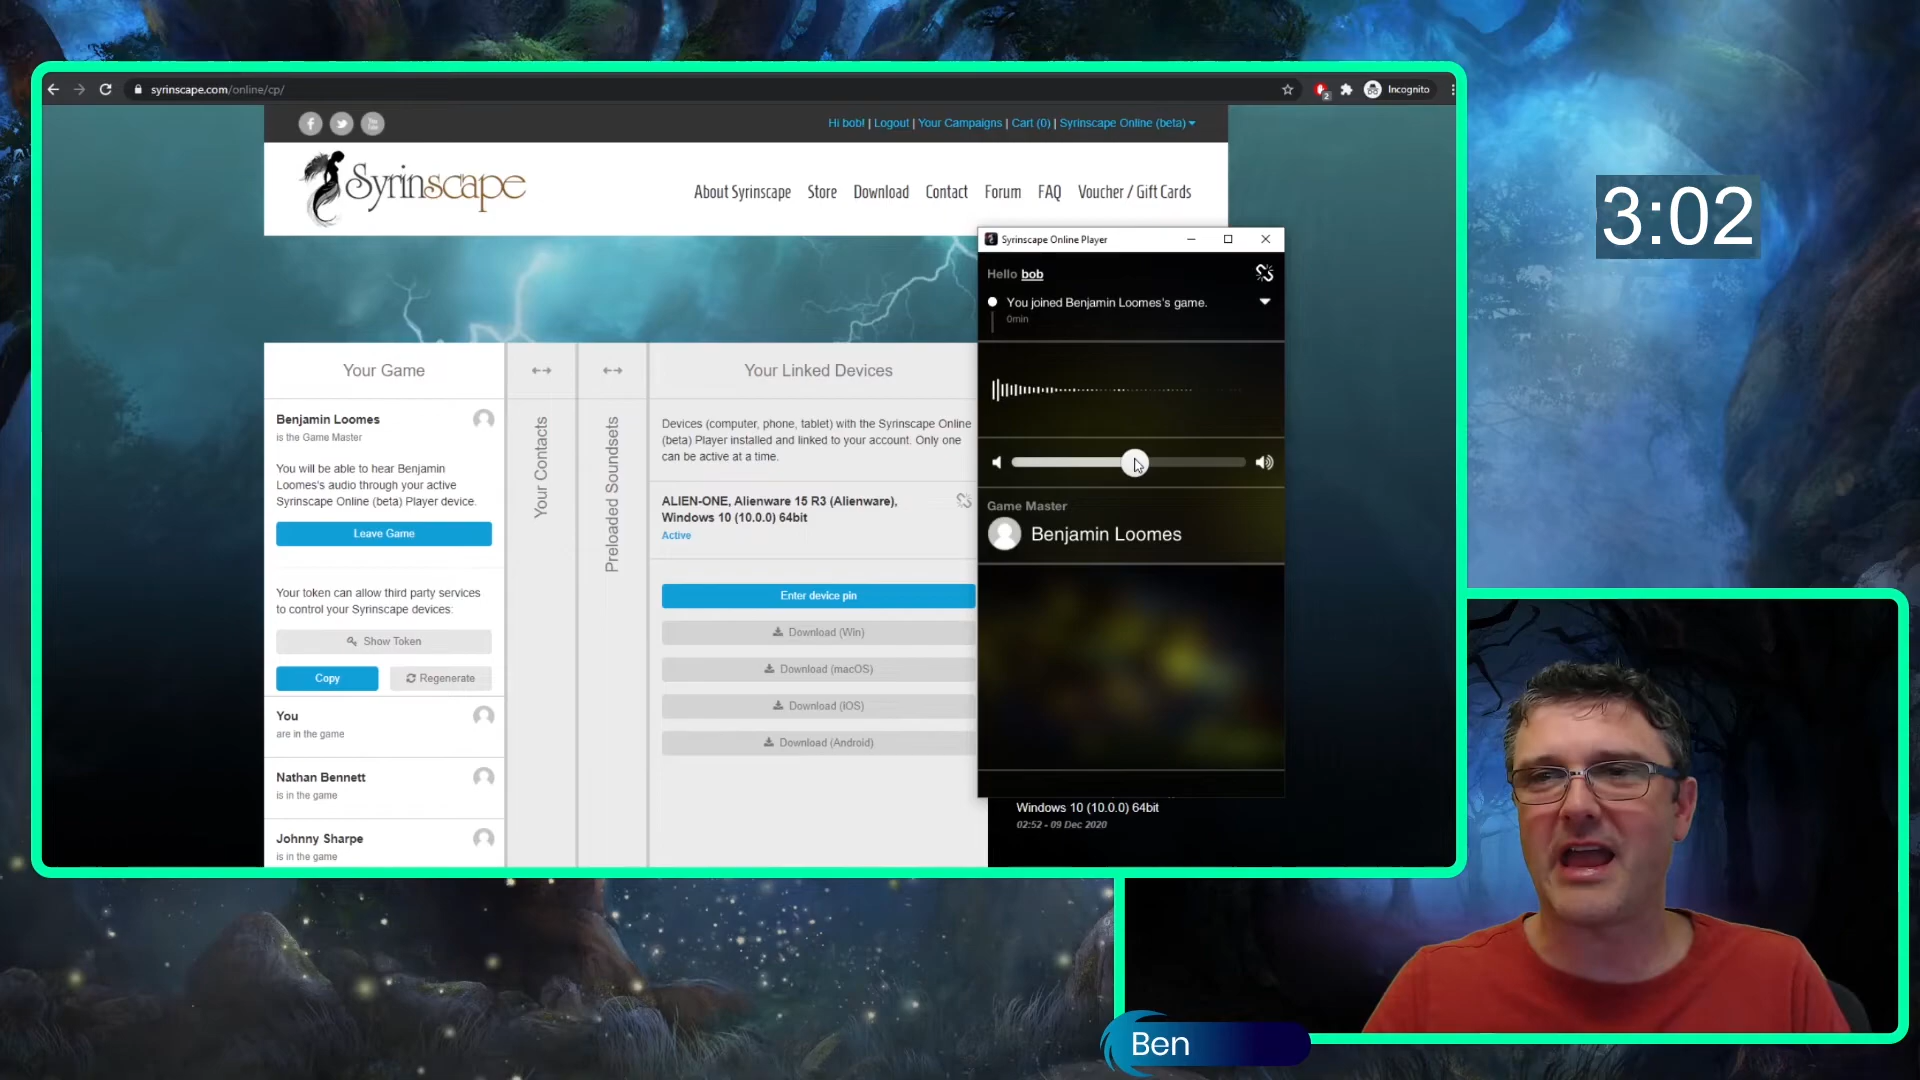 syrinscape.com/online/cp/
2
Incognito
Hi bob! | Logout | Your Campaigns | Cart (0) | Syrinscape Online (beta)
Syrinscape
About Syrinscape Store Download Contact Forum FAQ Voucher / Gift Cards
3:02
Syrinscape Online Player
Hello bob
You joined Benjamin Loomes's game.
0min
Game Master
Benjamin Loomes
Your Game
Benjamin Loomes
is the Game Master
You will be able to hear Benjamin
Loomes's audio through your active
Syrinscape Online (beta) Player device.
Leave Game
Your token can allow third party services
to control your Syrinscape devices:
Show Token
Copy
Regenerate
You
are in the game
Nathan Bennett
is in the game
Johnny Sharpe
is in the game
Your Contacts
Preloaded Soundsets
Your Linked Devices
Devices (computer, phone, tablet) with the Syrinscape Online
(beta) Player installed and linked to your account. Only one
can be active at a time.
ALIEN-ONE, Alienware 15 R3 (Alienware),
Windows 10 (10.0.0) 64bit
Active
Enter device pin
Download (Win)
Download (macOS)
Download (iOS)
Download (Android)
Windows 10 (10.0.0) 64bit
02:52 - 09 Dec 2020
Ben